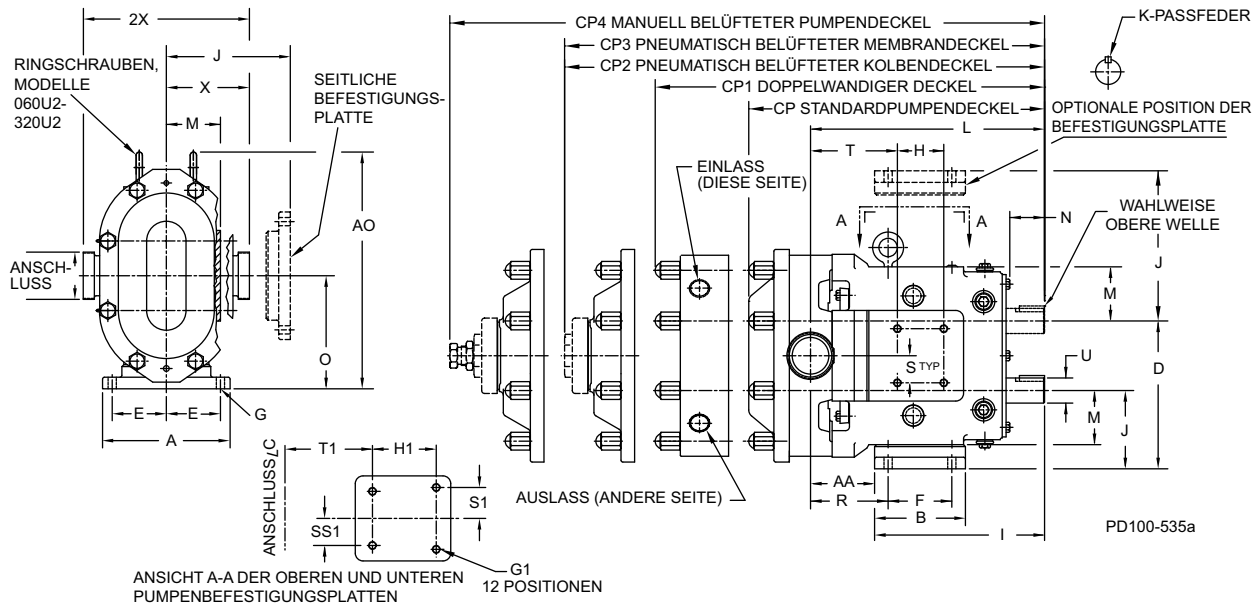 2X
J
X
M
RINGSCHRAUBEN,
MODELLE
060U2-
320U2
SEITLICHE
BEFESTIGUNGS-
PLATTE
AO
ANSCH-
LUSS
O
E
E
G
A
CP4 MANUELL BELÜFTETER PUMPENDECKEL
CP3 PNEUMATISCH BELÜFTETER MEMBRANDECKEL
CP2 PNEUMATISCH BELÜFTETER KOLBENDECKEL
CP1 DOPPELWANDIGER DECKEL
CP STANDARDPUMPENDECKEL
L
T
H
K-PASSFEDER
OPTIONALE POSITION DER
BEFESTIGUNGSPLATTE
EINLASS
(DIESE SEITE)
A
A
N
WAHLWEISE
OBERE WELLE
J
M
S TYP
U
D
M
J
AUSLASS (ANDERE SEITE)
AA
R
F
B
I
PD100-535a
ANSCHLUSS
T1
H1
S1
SS1
G1
12 POSITIONEN
ANSICHT A-A DER OBEREN UND UNTEREN
PUMPENBEFESTIGUNGSPLATTEN